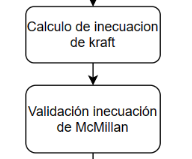 Calculo de inecuacion
de kraft
Validación inecuación
de McMillan